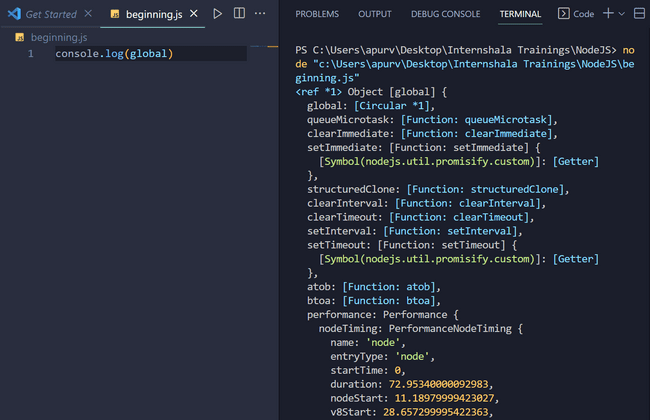 Get Started
beginning.js
beginning.js
1 console.log(global)
PROBLEMS OUTPUT DEBUG CONSOLE TERMINAL Code
PS C:\Users\apurv\Desktop\Internshala Trainings\NodeJS> no
de "c:\Users\apurv\Desktop\Internshala Trainings\NodeJS\be
ginning.js"
<ref *1> Object [global] {
global: [Circular *1],
queueMicrotask: [Function: queueMicrotask],
clearImmediate: [Function: clearImmediate],
setImmediate: [Function: setImmediate] {
[Symbol(nodejs.util.promisify.custom)]: [Getter]
},
structuredClone: [Function: structuredClone],
clearInterval: [Function: clearInterval],
clearTimeout: [Function: clearTimeout],
setInterval: [Function: setInterval],
setTimeout: [Function: setTimeout] {
[Symbol(nodejs.util.promisify.custom)]: [Getter]
},
atob: [Function: atob],
btoa: [Function: btoa],
performance: Performance {
nodeTiming: PerformanceNodeTiming {
name: 'node',
entryType: 'node',
startTime: 0,
duration: 72.95340000092983,
nodeStart: 11.18979999423027,
v8Start: 28.657299995422363,